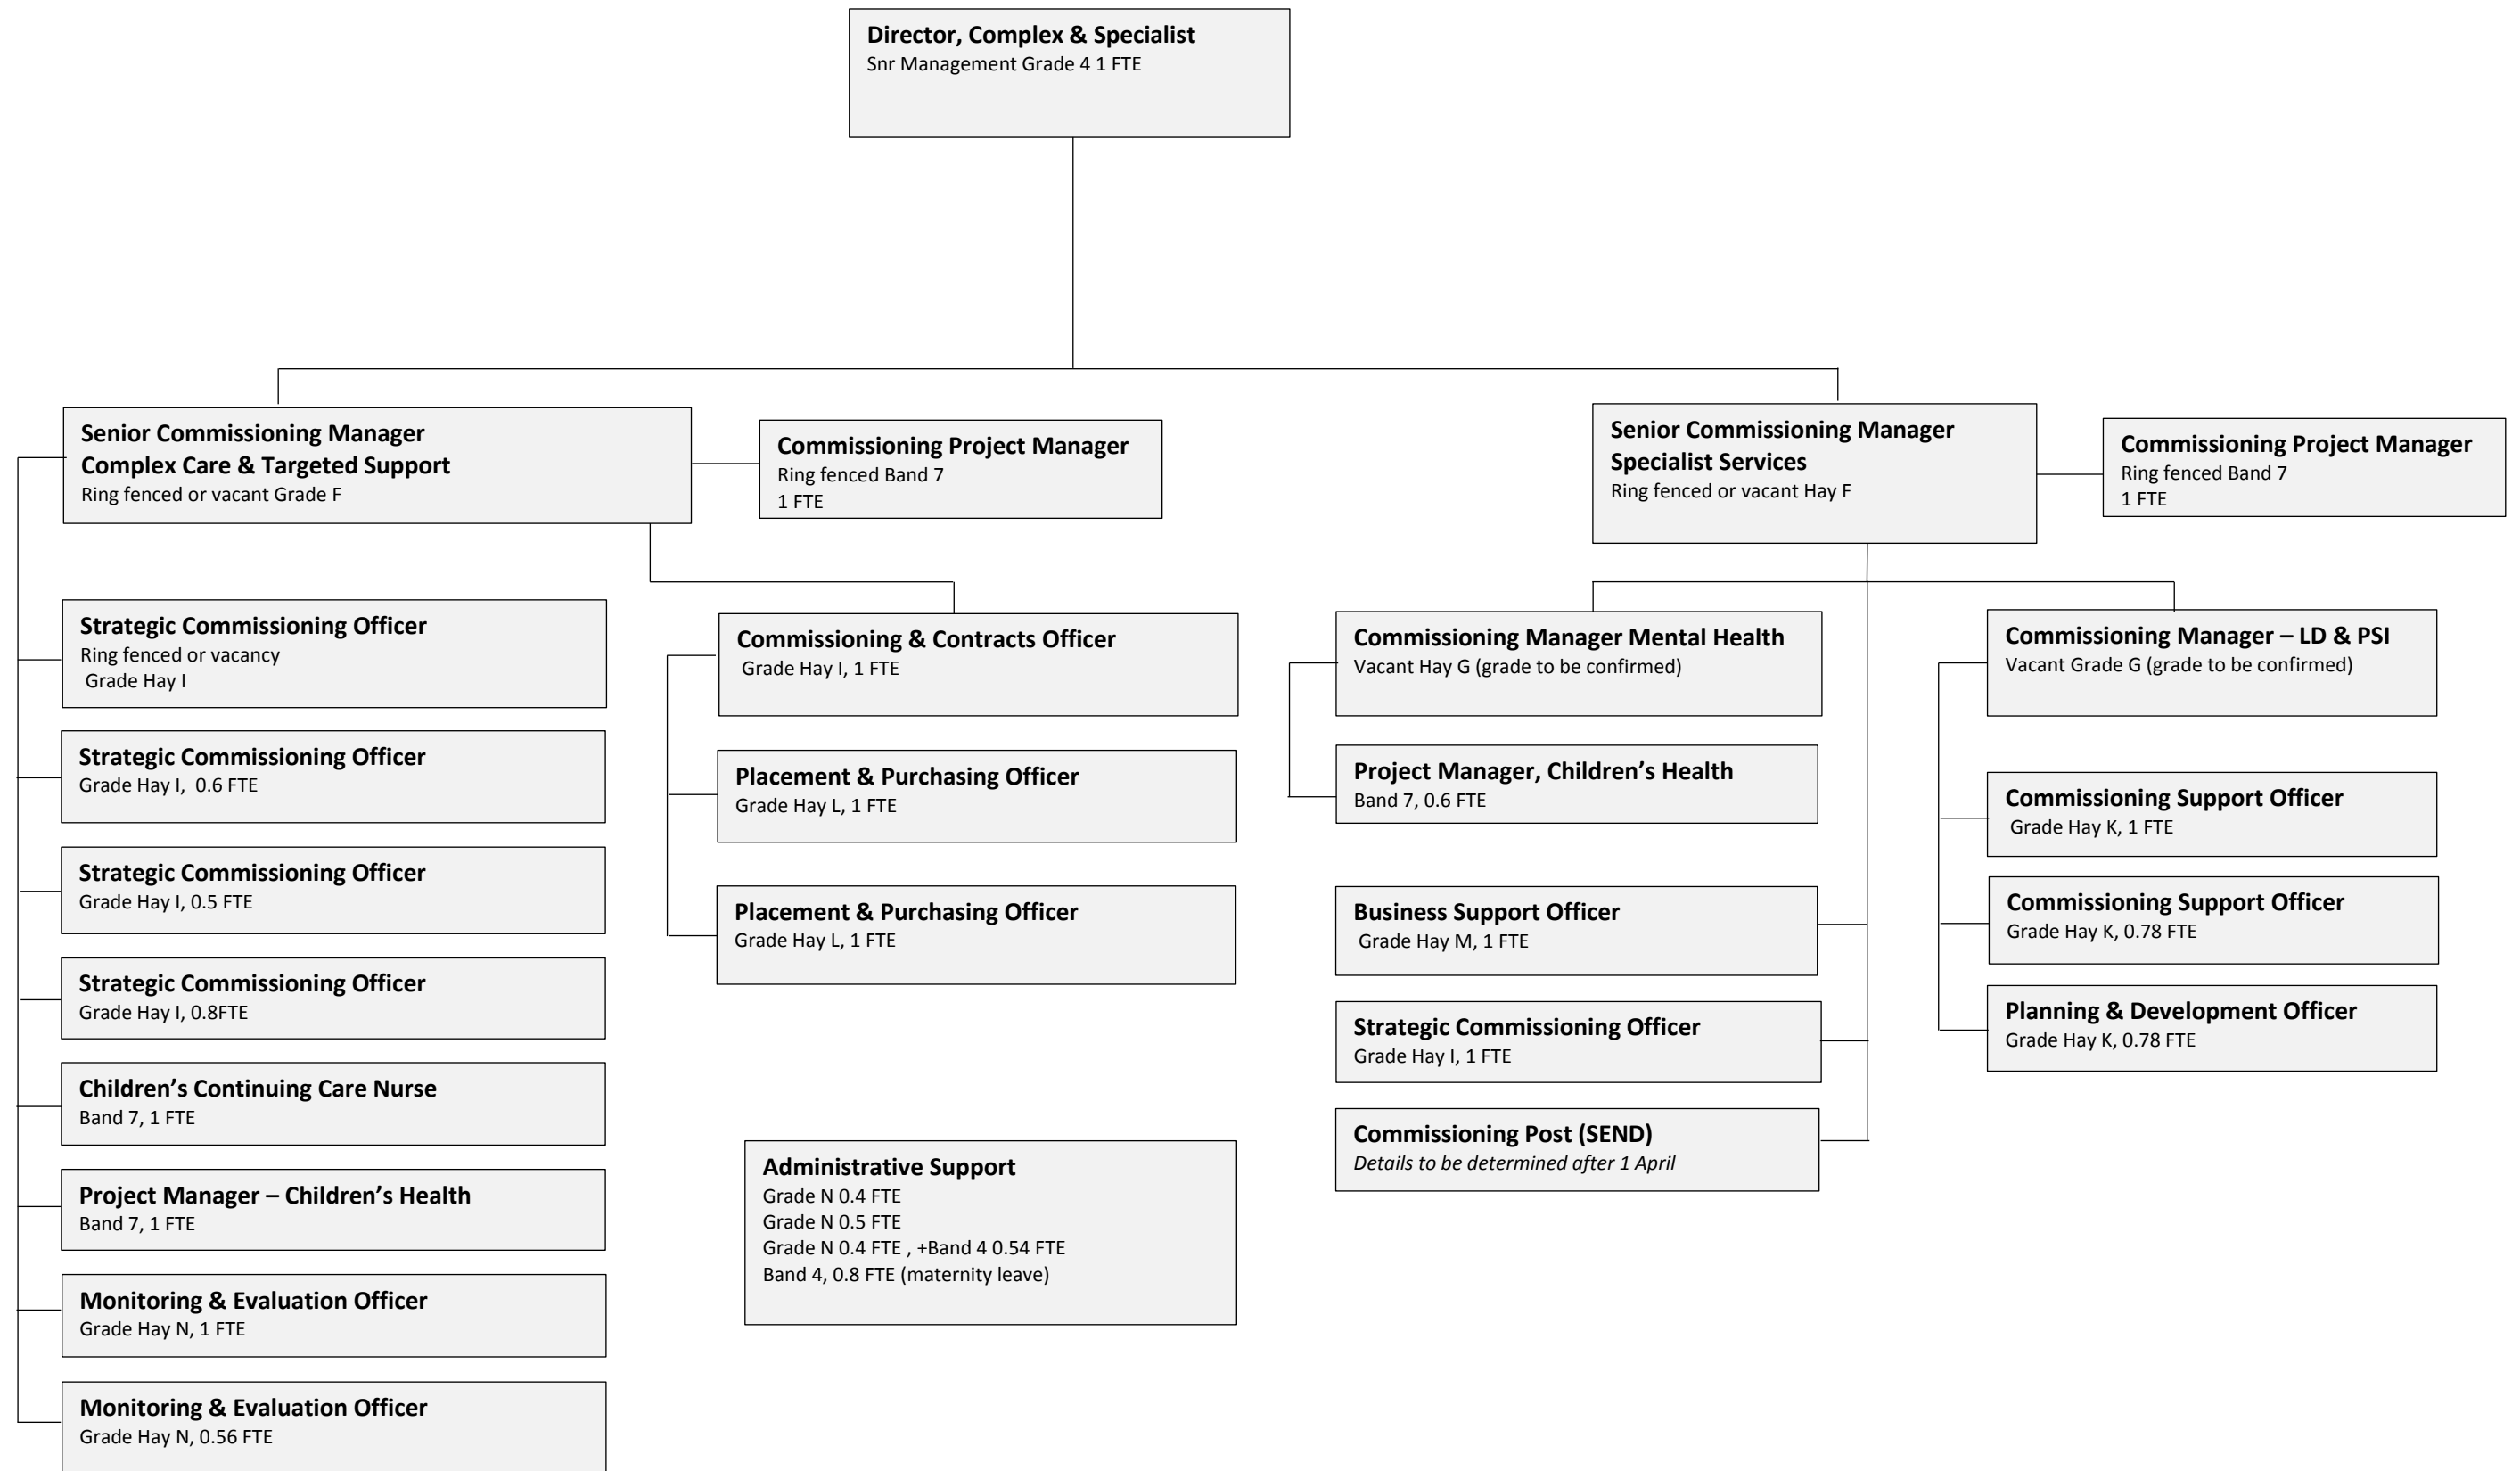 Director, Complex & Specialist
Snr Management Grade 4 1 FTE
Senior Commissioning Manager
Complex Care & Targeted Support
Ring fenced or vacant Grade F
Commissioning Project Manager
Ring fenced Band 7
1 FTE
Senior Commissioning Manager
Specialist Services
Ring fenced or vacant Hay F
Commissioning Project Manager
Ring fenced Band 7
1 FTE
Strategic Commissioning Officer
Ring fenced or vacancy
Grade Hay I
Strategic Commissioning Officer
Grade Hay I,  0.6 FTE
Strategic Commissioning Officer
Grade Hay I, 0.5 FTE
Strategic Commissioning Officer
Grade Hay I, 0.8FTE
Children’s Continuing Care Nurse
Band 7, 1 FTE
Project Manager – Children’s Health
Band 7, 1 FTE
Monitoring & Evaluation Officer
Grade Hay N, 1 FTE
Monitoring & Evaluation Officer
Grade Hay N, 0.56 FTE
Commissioning & Contracts Officer
Grade Hay I, 1 FTE
Placement & Purchasing Officer
Grade Hay L, 1 FTE
Placement & Purchasing Officer
Grade Hay L, 1 FTE
Administrative Support
Grade N 0.4 FTE
Grade N 0.5 FTE
Grade N 0.4 FTE , +Band 4 0.54 FTE
Band 4, 0.8 FTE (maternity leave)
Commissioning Manager Mental Health
Vacant Hay G (grade to be confirmed)
Project Manager, Children’s Health
Band 7, 0.6 FTE
Business Support Officer
Grade Hay M, 1 FTE
Strategic Commissioning Officer
Grade Hay I, 1 FTE
Commissioning Post (SEND)
Details to be determined after 1 April
Commissioning Manager – LD & PSI
Vacant Grade G (grade to be confirmed)
Commissioning Support Officer
Grade Hay K, 1 FTE
Commissioning Support Officer
Grade Hay K, 0.78 FTE
Planning & Development Officer
Grade Hay K, 0.78 FTE